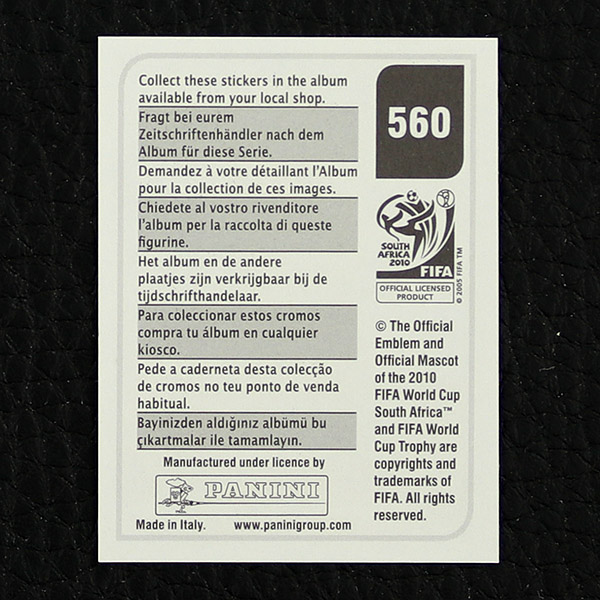 Collect these stickers in the album
available from your local shop.
Fragt bei eurem
Zeitschriftenhändler nach dem
Album für diese Serie.
Demandez à votre détaillant l'Album
pour la collection de ces images.
Chiedete al vostro rivenditore
l'album per la raccolta di queste
figurine.
Het album en de andere
plaatjes zijn verkrijgbaar bij de
tijdschrifthandelaar.
Para coleccionar estos cromos
compra tu álbum en cualquier
kiosco.
Pede a caderneta desta colecção
de cromos no teu ponto de venda
habitual.
Bayinizden aldığınız albümü bu
çıkartmalar ile tamamlayın.
Manufactured under licence by
PANINI
Made in Italy. www.paninigroup.com
560
SOUTH
AFRICA
2010
FIFA
OFFICIAL LICENSED
PRODUCT
© 2005 FIFA TM
© The Official
Emblem and
Official Mascot
of the 2010
FIFA World Cup
South Africa™
and FIFA World
Cup Trophy are
copyrights and
trademarks of
FIFA. All rights
reserved.